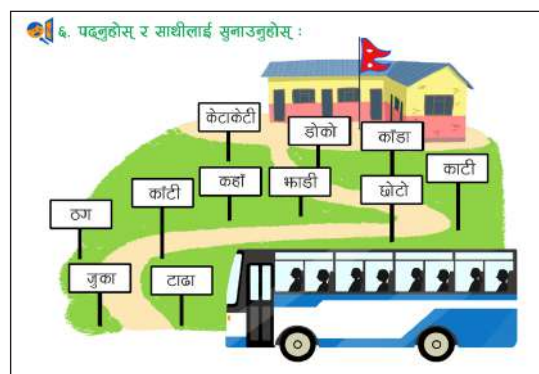 ६. पढ्नुहोस् र साथीलाई सुनाउनुहोस् :
केटाकेटी
डोको
काँडा
काँटी
कहाँ
झाडी
छोटो
काटी
ठग
जुका
टाढा